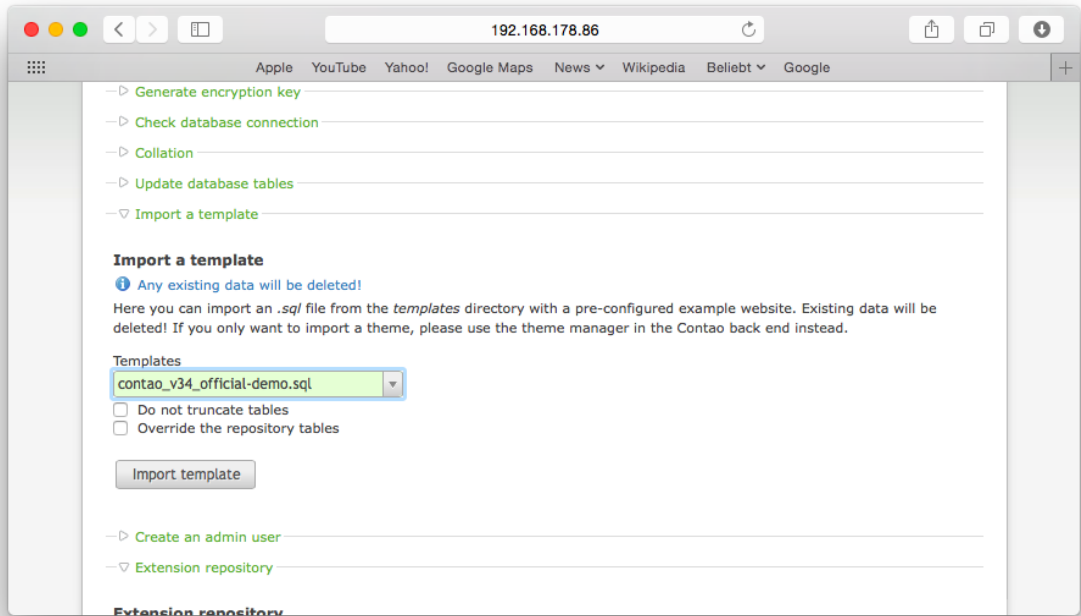 192.168.178.86
Apple YouTube Yahoo! Google Maps News Wikipedia Beliebt Google
Generate encryption key
Check database connection
Collation
Update database tables
Import a template
Import a template
Any existing data will be deleted!
Here you can import an .sql file from the templates directory with a pre-configured example website. Existing data will be
deleted! If you only want to import a theme, please use the theme manager in the Contao back end instead.
Templates
contao_v34_official-demo.sql
Do not truncate tables
Override the repository tables
Import template
Create an admin user
Extension repository
Extension repository